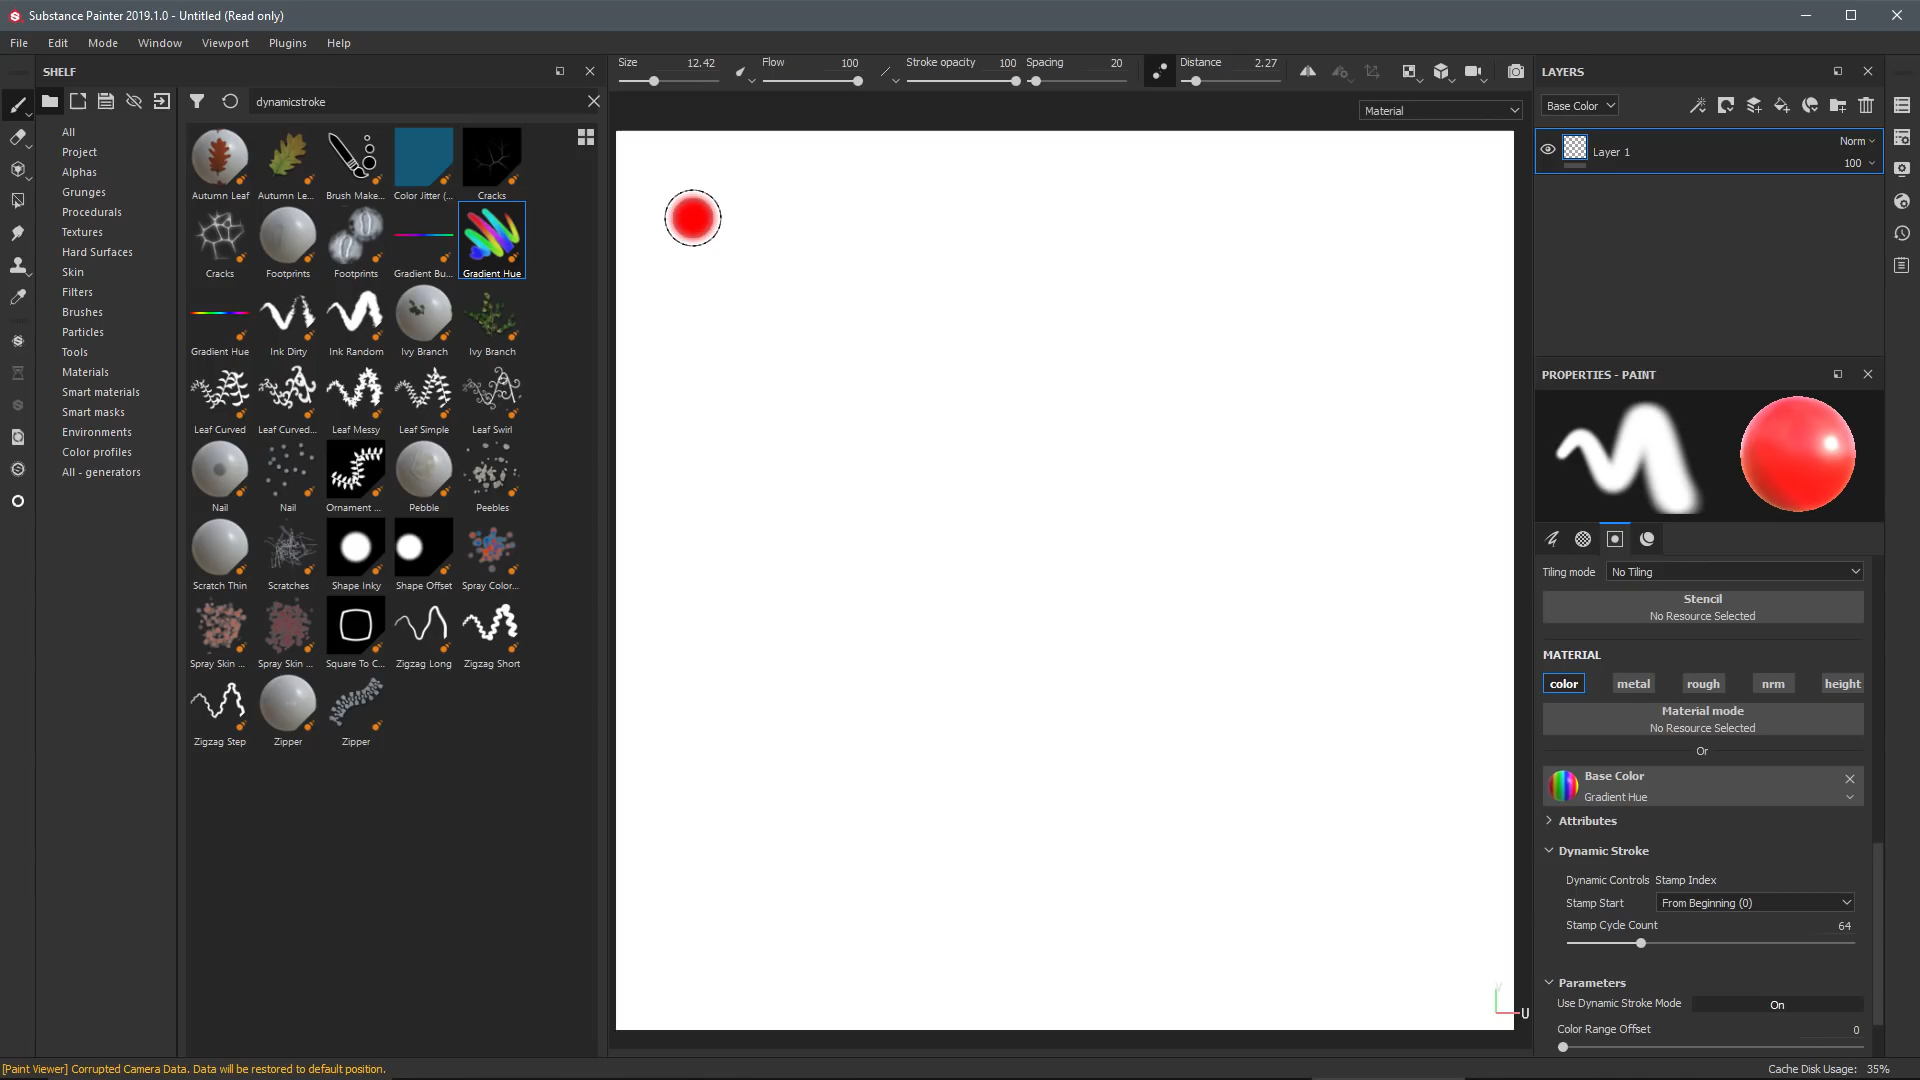 Substance Painter 2019.1.0 - Untitled (Read only)
File Edit Mode Window Viewport Plugins Help
SHELF
dynamicstroke
All
Project
Alphas
Grunges
Procedurals
Textures
Hard Surfaces
Skin
Filters
Brushes
Particles
Tools
Materials
Smart materials
Smart masks
Environments
Color profiles
All - generators
Autumn Leaf Autumn Le... Brush Make... Color Jitter (... Cracks
Cracks Footprints Footprints Gradient Bu... Gradient Hue
Gradient Hue Ink Dirty Ink Random Ivy Branch Ivy Branch
Leaf Curved Leaf Curved... Leaf Messy Leaf Simple Leaf Swirl
Nail Nail Ornament ... Pebble Peebles
Scratch Thin Scratches Shape Inky Shape Offset Spray Color...
Spray Skin ... Spray Skin ... Square To C... Zigzag Long Zigzag Short
Zigzag Step Zipper Zipper
Size 12.42 Flow 100 Stroke opacity 100 Spacing 20 Distance 2.27
Material
Y
U
LAYERS
Base Color
Layer 1
Norm
100
PROPERTIES - PAINT
Tiling mode No Tiling
Stencil
No Resource Selected
MATERIAL
color metal rough nrm height
Material mode
No Resource Selected
Or
Base Color
Gradient Hue
Attributes
Dynamic Stroke
Dynamic Controls Stamp Index
Stamp Start From Beginning (0)
Stamp Cycle Count 64
Parameters
Use Dynamic Stroke Mode On
Color Range Offset 0
[Paint Viewer] Corrupted Camera Data. Data will be restored to default position.
Cache Disk Usage: 35%